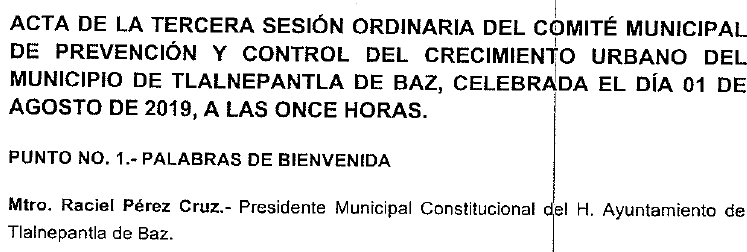 ACTA DE LA TERCERA SESIÓN ORDINARIA DEL COMITÉ MUNICIPAL
DE PREVENCIÓN Y CONTROL DEL CRECIMIENTO URBANO DEL
MUNICIPIO DE TLALNEPANTLA DE BAZ, CELEBRADA EL DÍA 01 DE
AGOSTO DE 2019, A LAS ONCE HORAS.
PUNTO NO. 1.- PALABRAS DE BIENVENIDA
Mtro. Raciel Pérez Cruz.- Presidente Municipal Constitucional del H. Ayuntamiento de
Tlalnepantla de Baz.